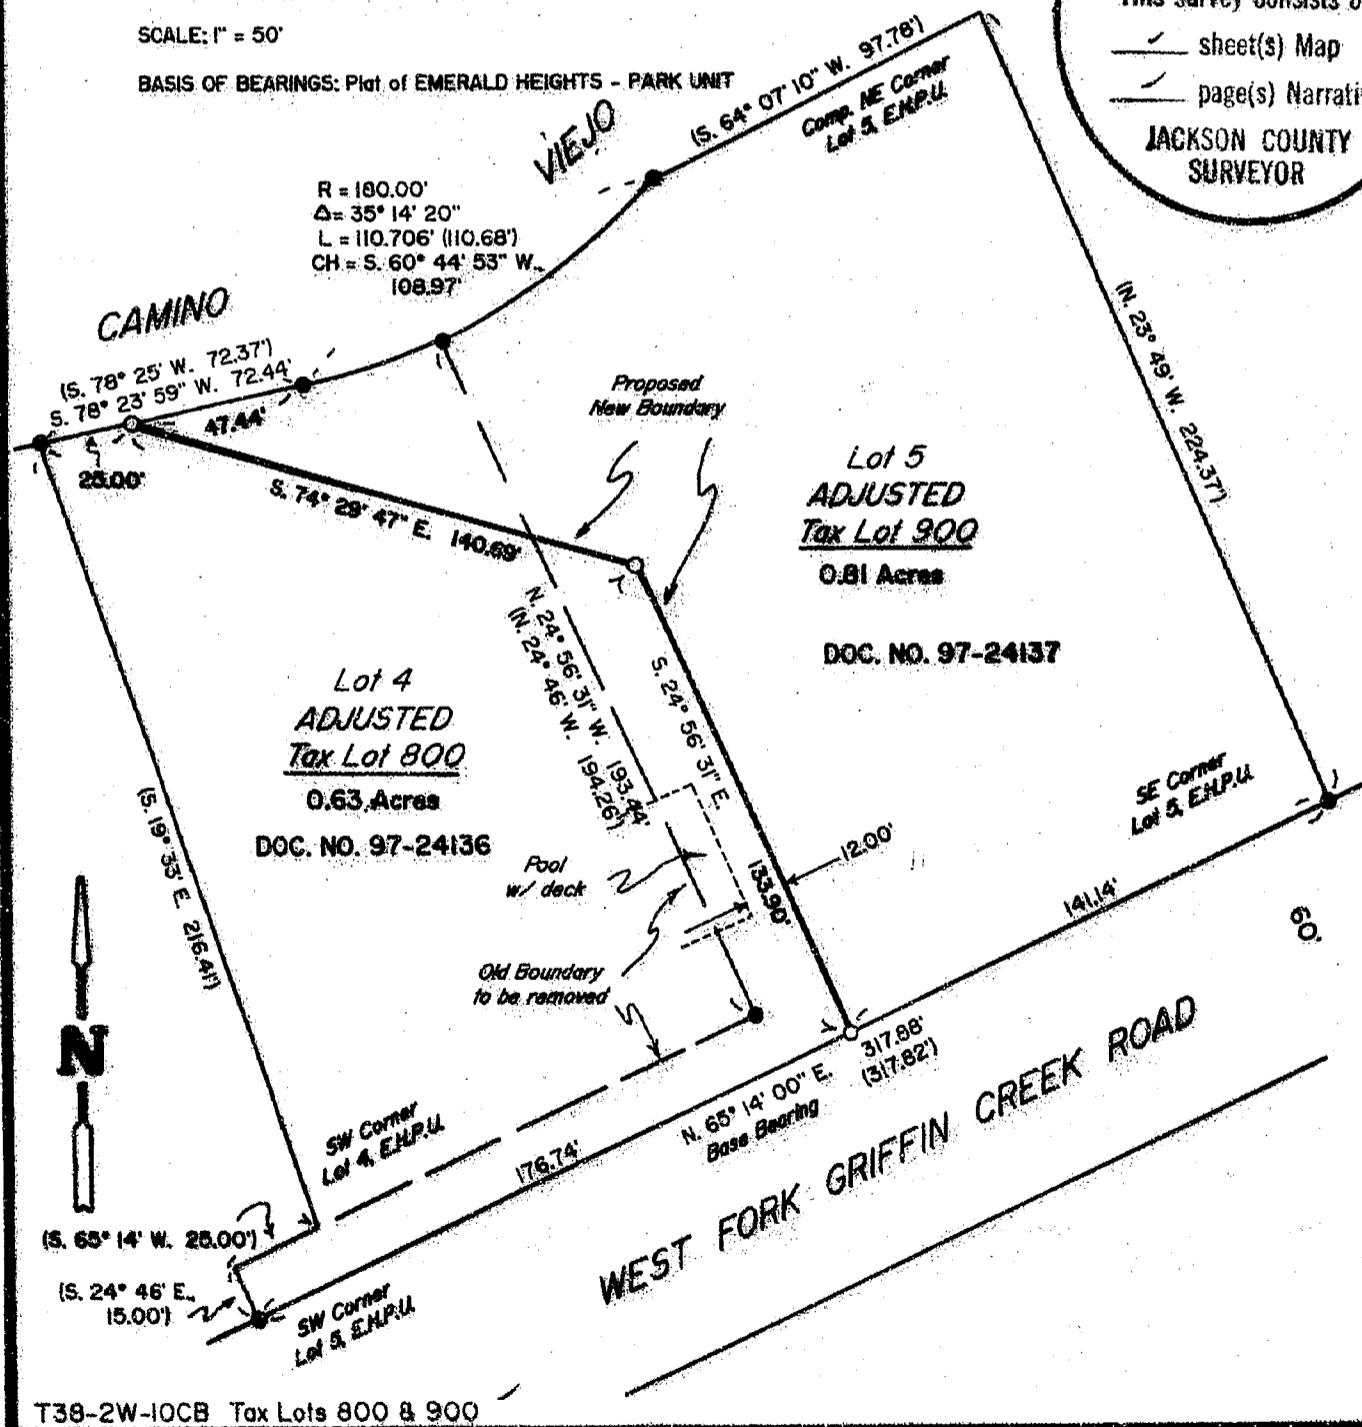 SCALE: 1" = 50'
BASIS OF BEARINGS: Plat of EMERALD HEIGHTS - PARK UNIT
sheet(s) Map
page(s) Narrati
JACKSON COUNTY
SURVEYOR
(S. 64° 07' 10" W. 97.78')
Comp. NE Corner
Lot 5, E.H.P.U.
VIEJO
R = 180.00'
Δ= 35° 14' 20"
L = 110.706' (110.68')
CH = S. 60° 44' 53" W.,
108.97'
CAMINO
(S. 78° 25' W. 72.37')
S. 78° 23' 59" W. 72.44'
47.44'
25.00'
Proposed
New Boundary
(N. 23° 49' W. 224.37')
S. 74° 29' 47" E. 140.69'
Lot 5
ADJUSTED
Tax Lot 900
0.81 Acres
DOC. NO. 97-24137
N. 24° 56' 31" W. 193.44'
(N. 24° 46' W. 194.26')
S. 24° 56' 31" E.
133.90'
Lot 4
ADJUSTED
Tax Lot 800
0.63 Acres
DOC. NO. 97-24136
(S. 19° 33' E. 216.41')
Pool
w/ deck
12.00'
SE Corner
Lot 5, E.H.P.U.
141.14'
60'
Old Boundary
to be removed
N
317.88'
(317.82')
N. 65° 14' 00" E.
Base Bearing
WEST FORK GRIFFIN CREEK ROAD
SW Corner
Lot 4, E.H.P.U.
176.74'
(S. 65° 14' W. 25.00')
(S. 24° 46' E.,
15.00')
SW Corner
Lot 5, E.H.P.U.
T38-2W-10CB Tax Lots 800 & 900